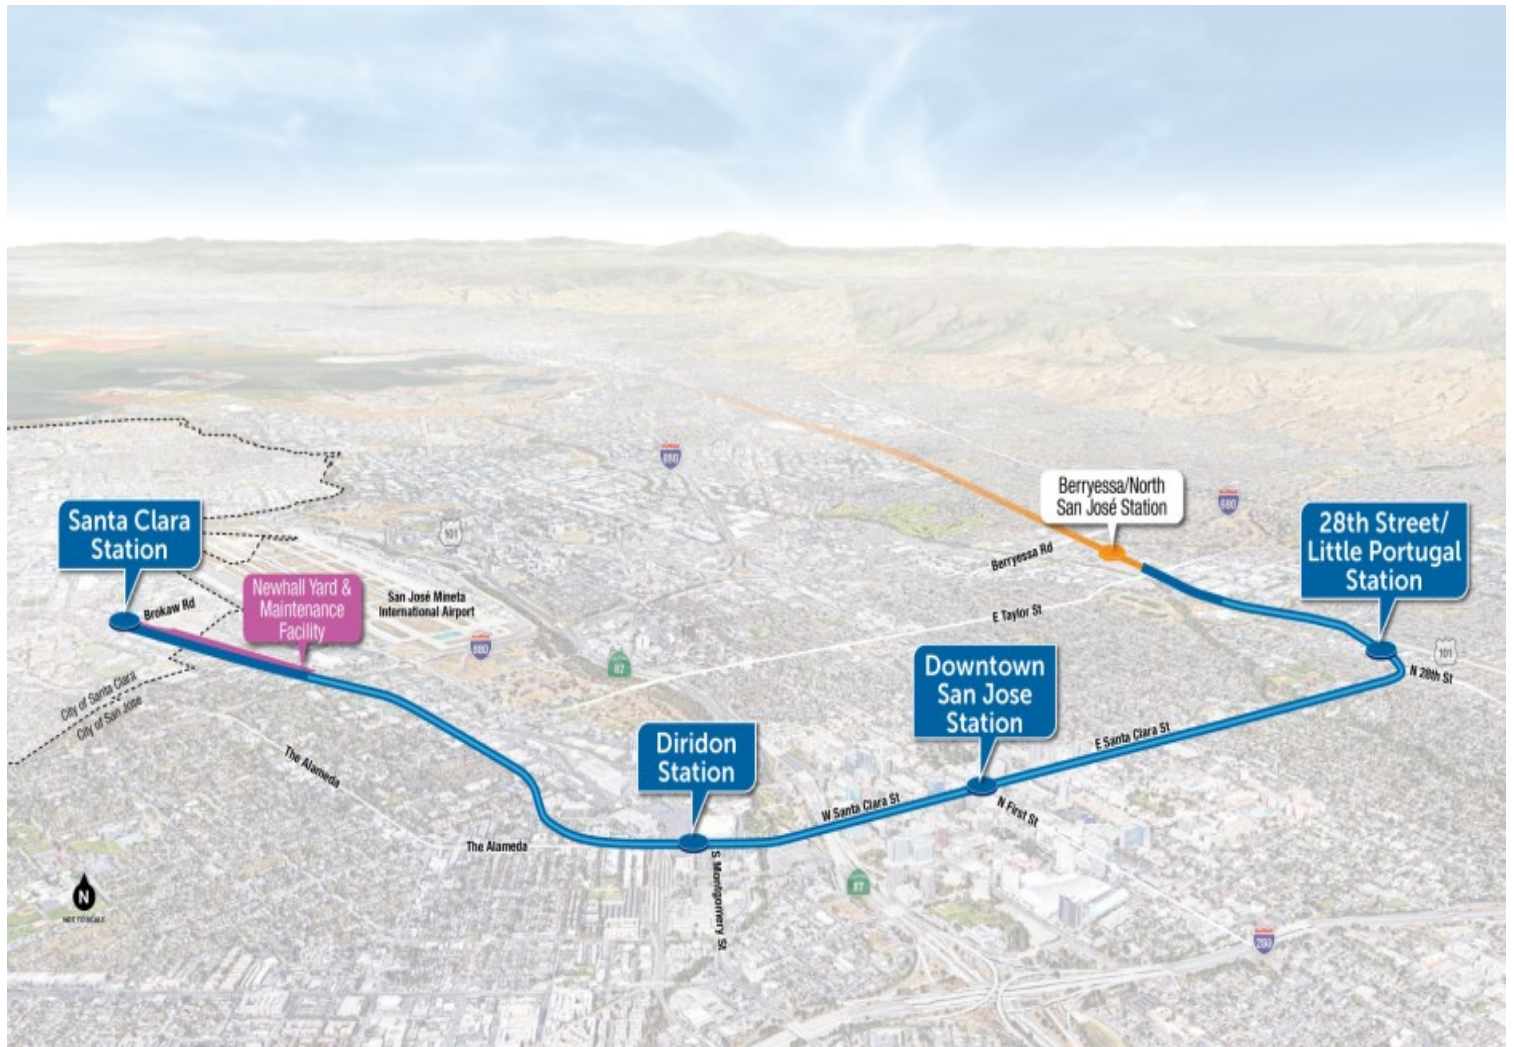 880
Berryessa/North
San José Station
680
Santa Clara
Station
28th Street/
Little Portugal
Station
101
Berryessa Rd
Newhall Yard &
Maintenance
Facility
Brokaw Rd
San José Mineta
International Airport
E Taylor St
880
87
Downtown
San Jose
Station
101
N 28th St
City of Santa Clara
City of San Jose
Diridon
Station
E Santa Clara St
The Alameda
W Santa Clara St
N First St
The Alameda
S Montgomery St
87
N
NOT TO SCALE
280